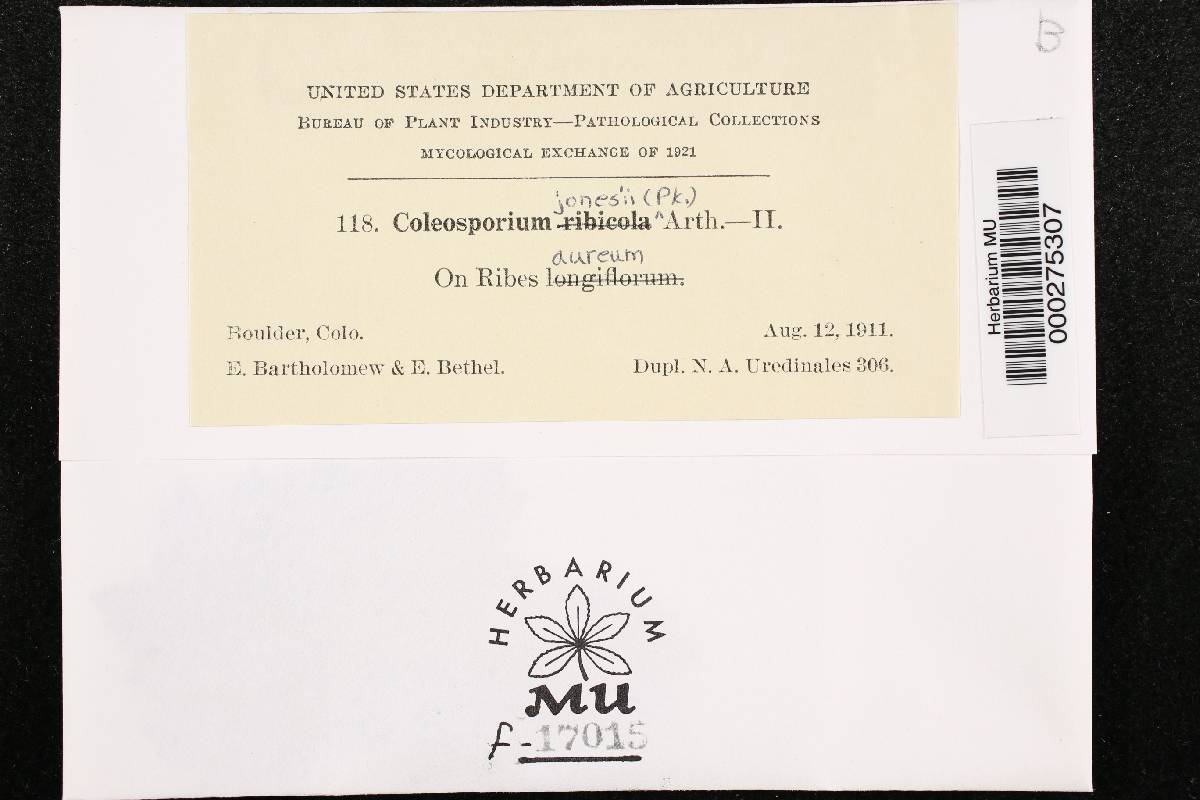 B
UNITED STATES DEPARTMENT OF AGRICULTURE
BUREAU OF PLANT INDUSTRY—PATHOLOGICAL COLLECTIONS
MYCOLOGICAL EXCHANGE OF 1921
jonesii (Pk.)
118. Coleosporium ribicola ^ Arth.—II.
aureum
On Ribes longiflorum.
Boulder, Colo. Aug. 12, 1911.
E. Bartholomew & E. Bethel. Dupl. N. A. Uredinales 306.
Herbarium MU
000275307
HERBARIUM
MU
f-17015